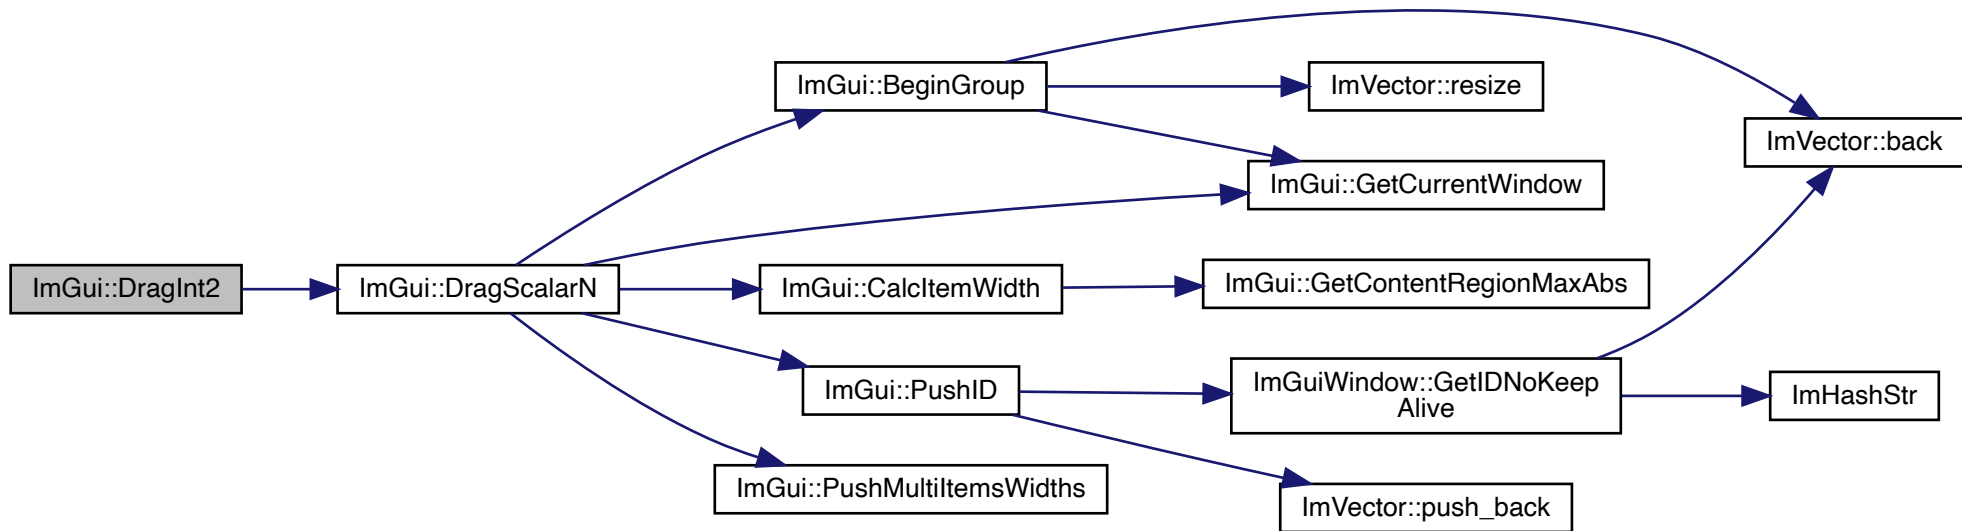 ImGui::DragInt2
ImGui::DragScalarN
ImGui::BeginGroup
ImGui::CalcItemWidth
ImGui::PushID
ImGui::PushMultiItemsWidths
ImVector::resize
ImGui::GetCurrentWindow
ImGui::GetContentRegionMaxAbs
ImGuiWindow::GetIDNoKeep
Alive
ImVector::push_back
ImVector::back
ImHashStr